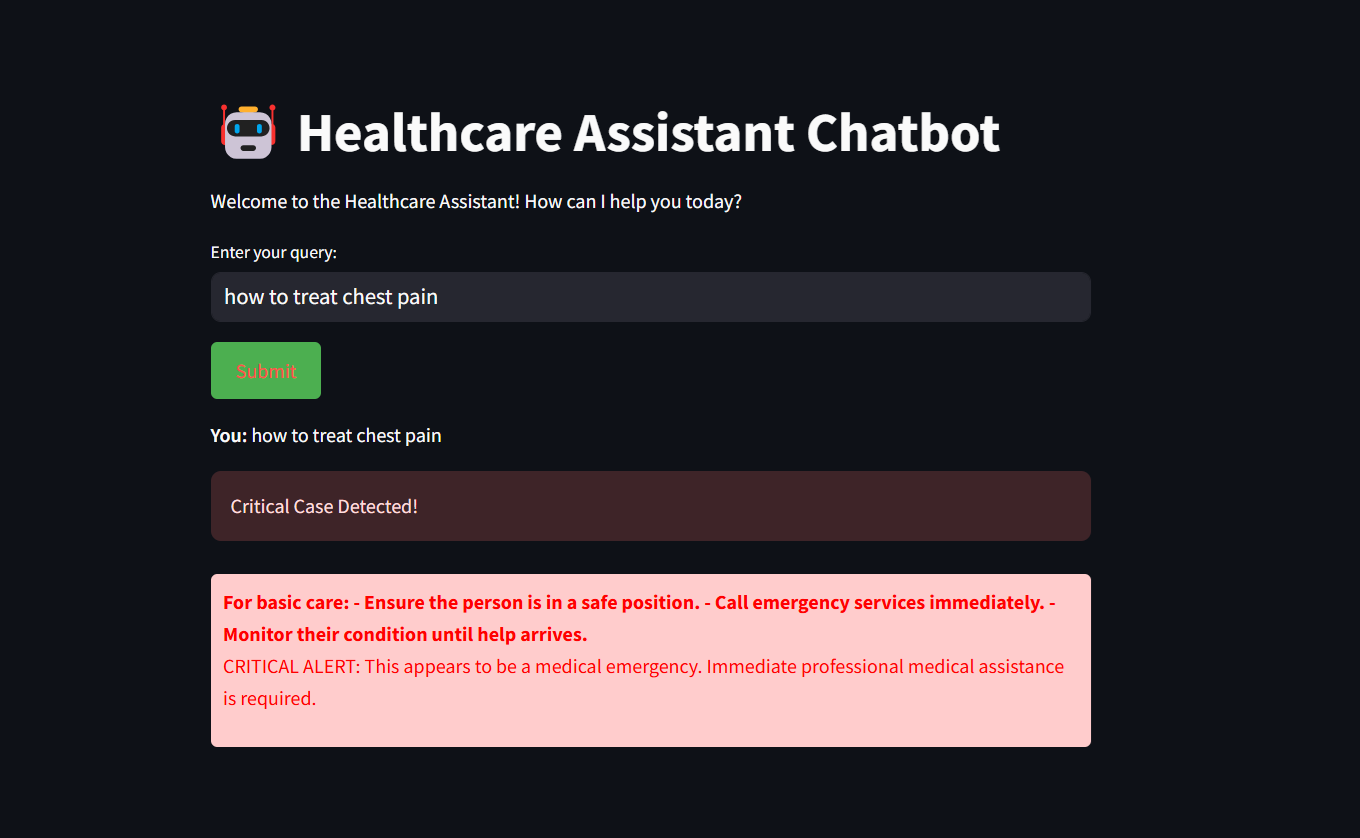 Healthcare Assistant Chatbot
Welcome to the Healthcare Assistant! How can I help you today?
Enter your query:
how to treat chest pain
Submit
You: how to treat chest pain
Critical Case Detected!
For basic care: - Ensure the person is in a safe position. - Call emergency services immediately. -
Monitor their condition until help arrives.
CRITICAL ALERT: This appears to be a medical emergency. Immediate professional medical assistance
is required.